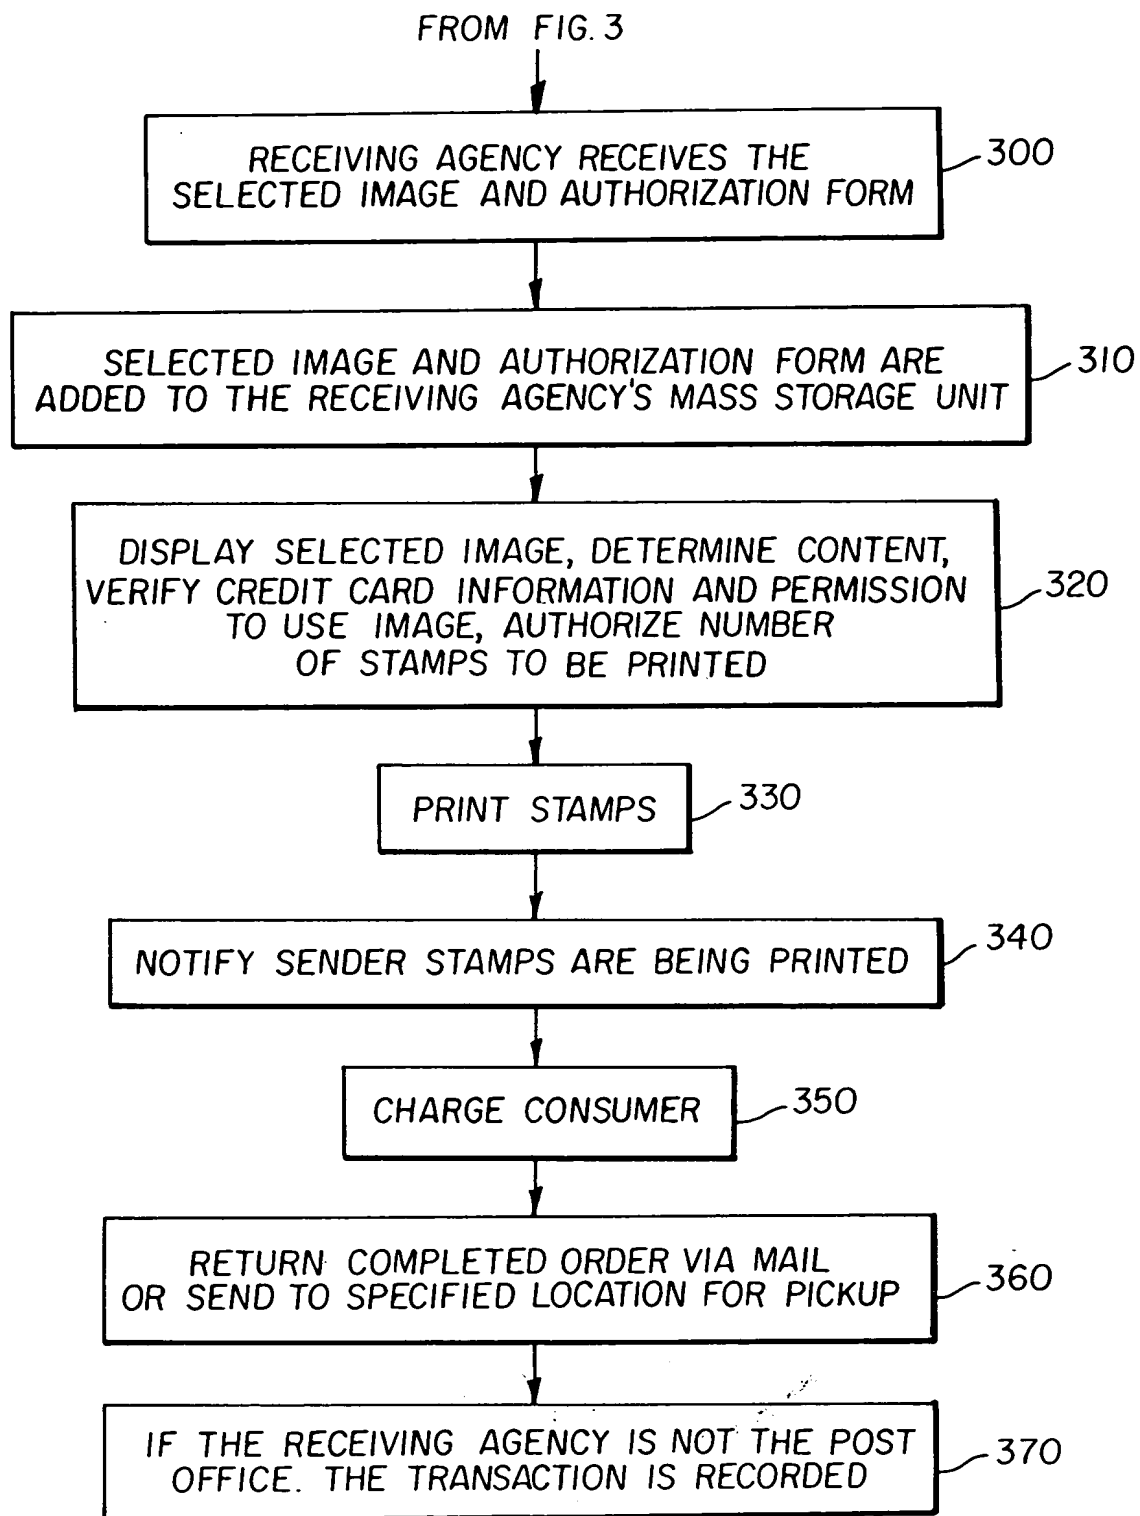 FROM FIG. 3
RECEIVING AGENCY RECEIVES THE
SELECTED IMAGE AND AUTHORIZATION FORM
300
SELECTED IMAGE AND AUTHORIZATION FORM ARE
ADDED TO THE RECEIVING AGENCY'S MASS STORAGE UNIT
310
DISPLAY SELECTED IMAGE, DETERMINE CONTENT,
VERIFY CREDIT CARD INFORMATION AND PERMISSION
TO USE IMAGE, AUTHORIZE NUMBER
OF STAMPS TO BE PRINTED
320
PRINT STAMPS
330
NOTIFY SENDER STAMPS ARE BEING PRINTED
340
CHARGE CONSUMER
350
RETURN COMPLETED ORDER VIA MAIL
OR SEND TO SPECIFIED LOCATION FOR PICKUP
360
IF THE RECEIVING AGENCY IS NOT THE POST
OFFICE. THE TRANSACTION IS RECORDED
370